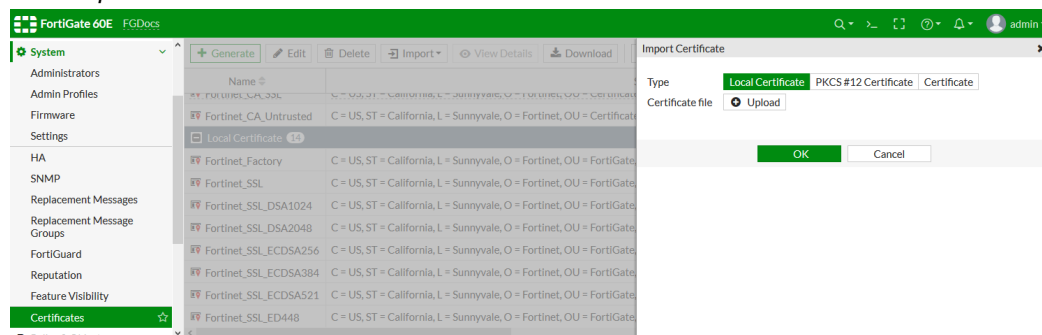 FortiGate 60E FGDocs admin
System
Administrators
Admin Profiles
Firmware
Settings
HA
SNMP
Replacement Messages
Replacement Message
Groups
FortiGuard
Reputation
Feature Visibility
Certificates
+ Generate Edit Delete Import View Details Download
Name
Fortinet_CA_SSL C = US, ST = California, L = Sunnyvale, O = Fortinet, OU = Certificat
Fortinet_CA_Untrusted C = US, ST = California, L = Sunnyvale, O = Fortinet, OU = Certificat
Local Certificate 14
Fortinet_Factory C = US, ST = California, L = Sunnyvale, O = Fortinet, OU = FortiGate,
Fortinet_SSL C = US, ST = California, L = Sunnyvale, O = Fortinet, OU = FortiGate,
Fortinet_SSL_DSA1024 C = US, ST = California, L = Sunnyvale, O = Fortinet, OU = FortiGate,
Fortinet_SSL_DSA2048 C = US, ST = California, L = Sunnyvale, O = Fortinet, OU = FortiGate,
Fortinet_SSL_ECDSA256 C = US, ST = California, L = Sunnyvale, O = Fortinet, OU = FortiGate,
Fortinet_SSL_ECDSA384 C = US, ST = California, L = Sunnyvale, O = Fortinet, OU = FortiGate,
Fortinet_SSL_ECDSA521 C = US, ST = California, L = Sunnyvale, O = Fortinet, OU = FortiGate,
Fortinet_SSL_ED448 C = US, ST = California, L = Sunnyvale, O = Fortinet, OU = FortiGate,
Import Certificate
Type Local Certificate PKCS #12 Certificate Certificate
Certificate file Upload
OK Cancel